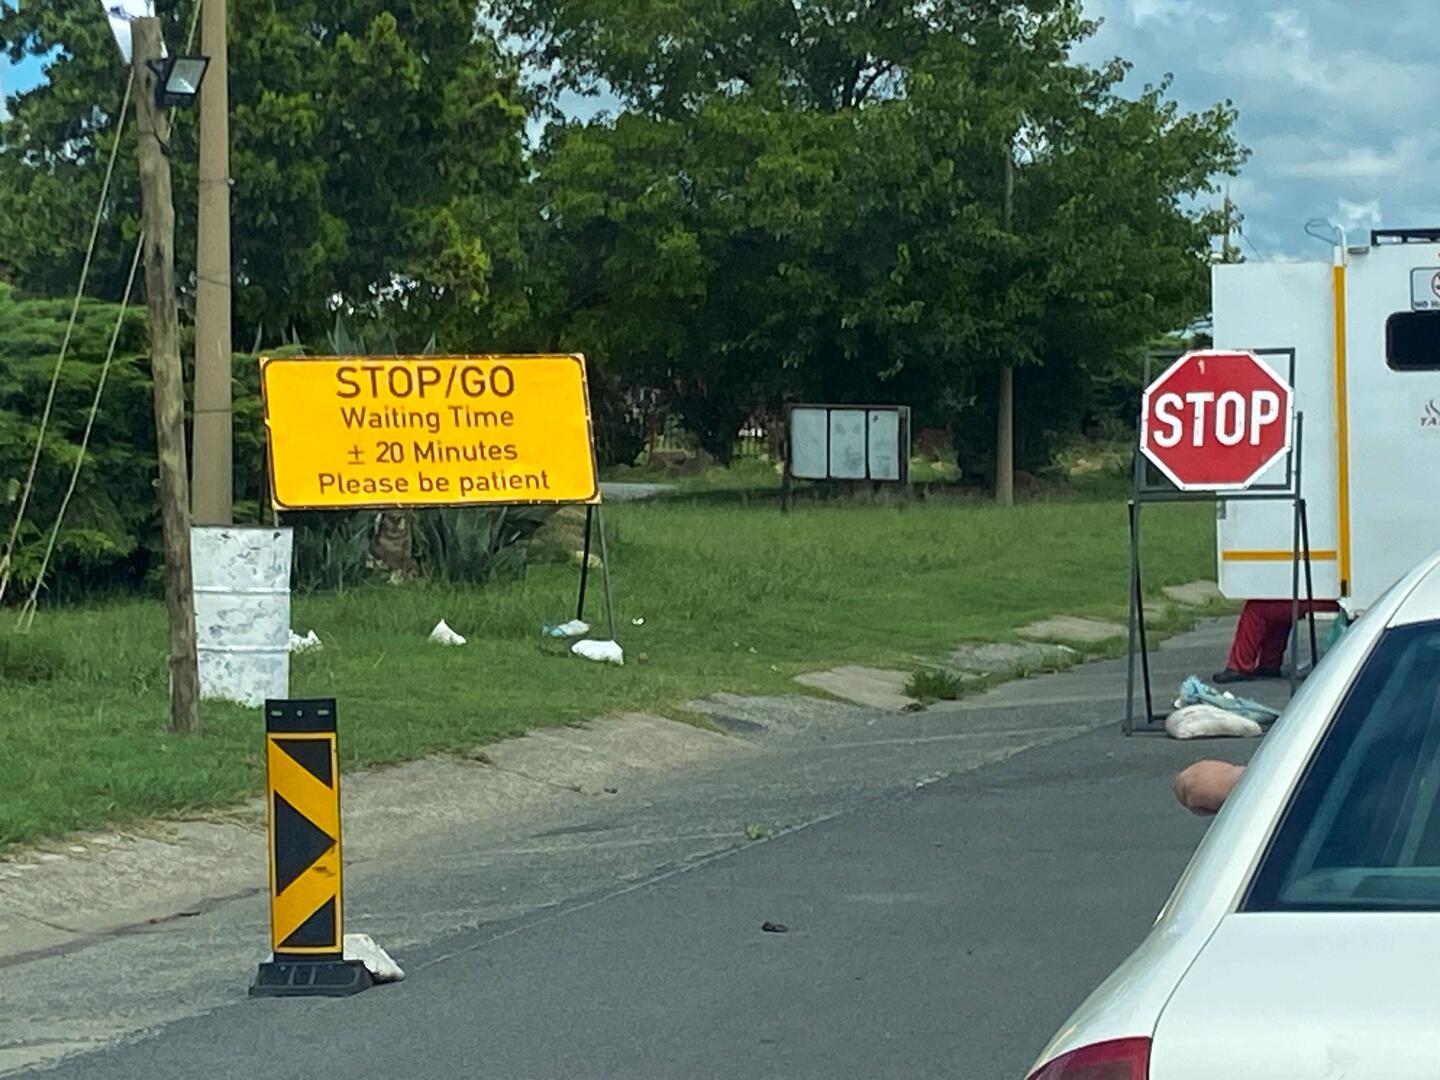 STOP/GO
Waiting Time
± 20 Minutes
Please be patient
STOP